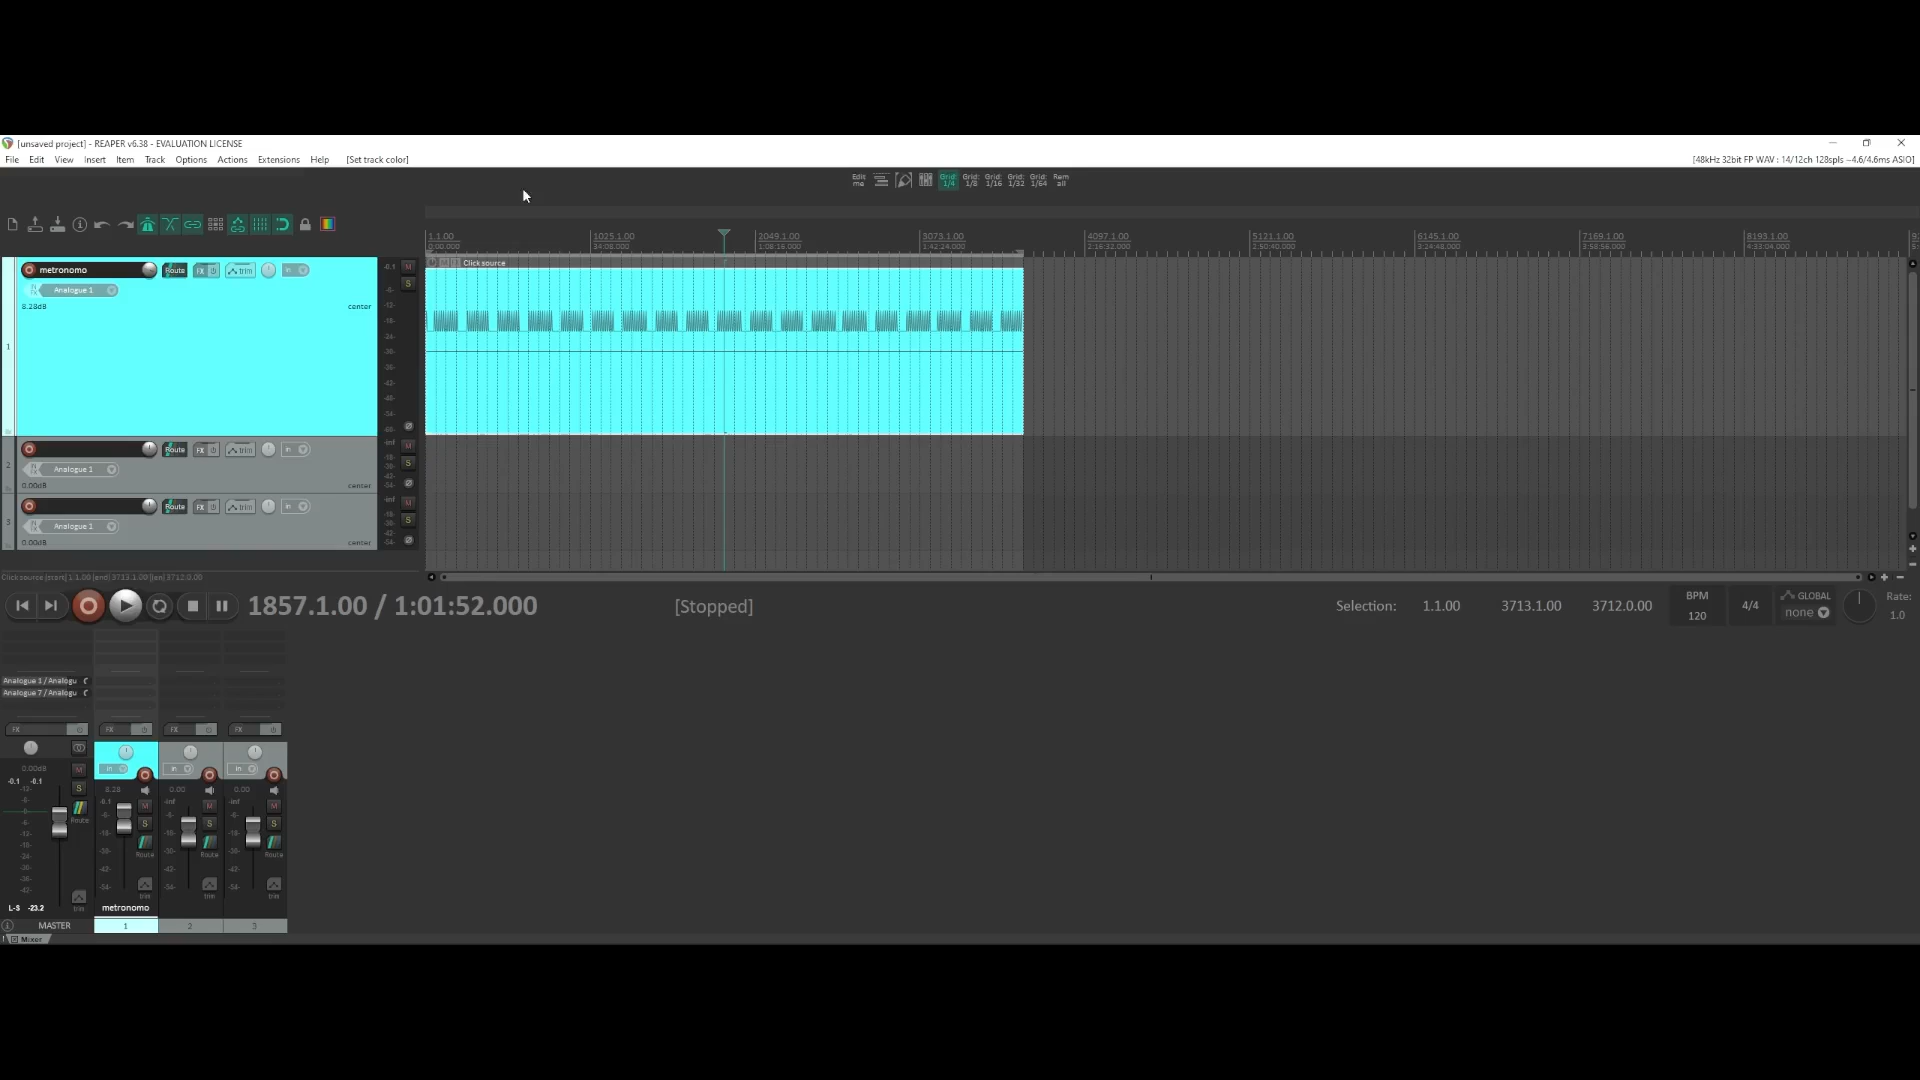 [unsaved project] - REAPER v6.38 - EVALUATION LICENSE
File Edit View Insert Item Track Options Actions Extensions Help [Set track color]
[48kHz 32bit FP WAV : 14/12ch 128spls ~4.6/4.6ms ASIO]
Edit me Grid: 1/4 Grid: 1/8 Grid: 1/16 Grid: 1/32 Grid: 1/64 Rem all
1.1.00 1025.1.00 2049.1.00 3073.1.00 4097.1.00 5121.1.00 6145.1.00 7169.1.00 8193.1.00
0:00.000 34:08.000 1:08:16.000 1:42:24.000 2:16:32.000 2:50:40.000 3:24:48.000 3:58:56.000 4:33:04.000
Click source
metronomo Route FX trim in M
Analogue 1 S
8.28dB center
1
Route FX trim in M
2 Analogue 1 S
0.00dB center
Route FX trim in M
3 Analogue 1 S
0.00dB center
Click source [start] 1.1.00 [end] 3713.1.00 [len] 3712.0.00
1857.1.00 / 1:01:52.000 [Stopped]
Selection: 1.1.00 3713.1.00 3712.0.00
BPM 120 4/4 GLOBAL none Rate: 1.0
Analogue 1 / Analogu
Analogue 7 / Analogu
FX FX FX FX
in in in
0.00dB 8.28 0.00 0.00
-0.1 -0.1 M -0.1 M -inf M -inf M
S S S S
Route Route Route Route
trim trim trim trim
L-S -23.2 metronomo
MASTER 1 2 3
Mixer